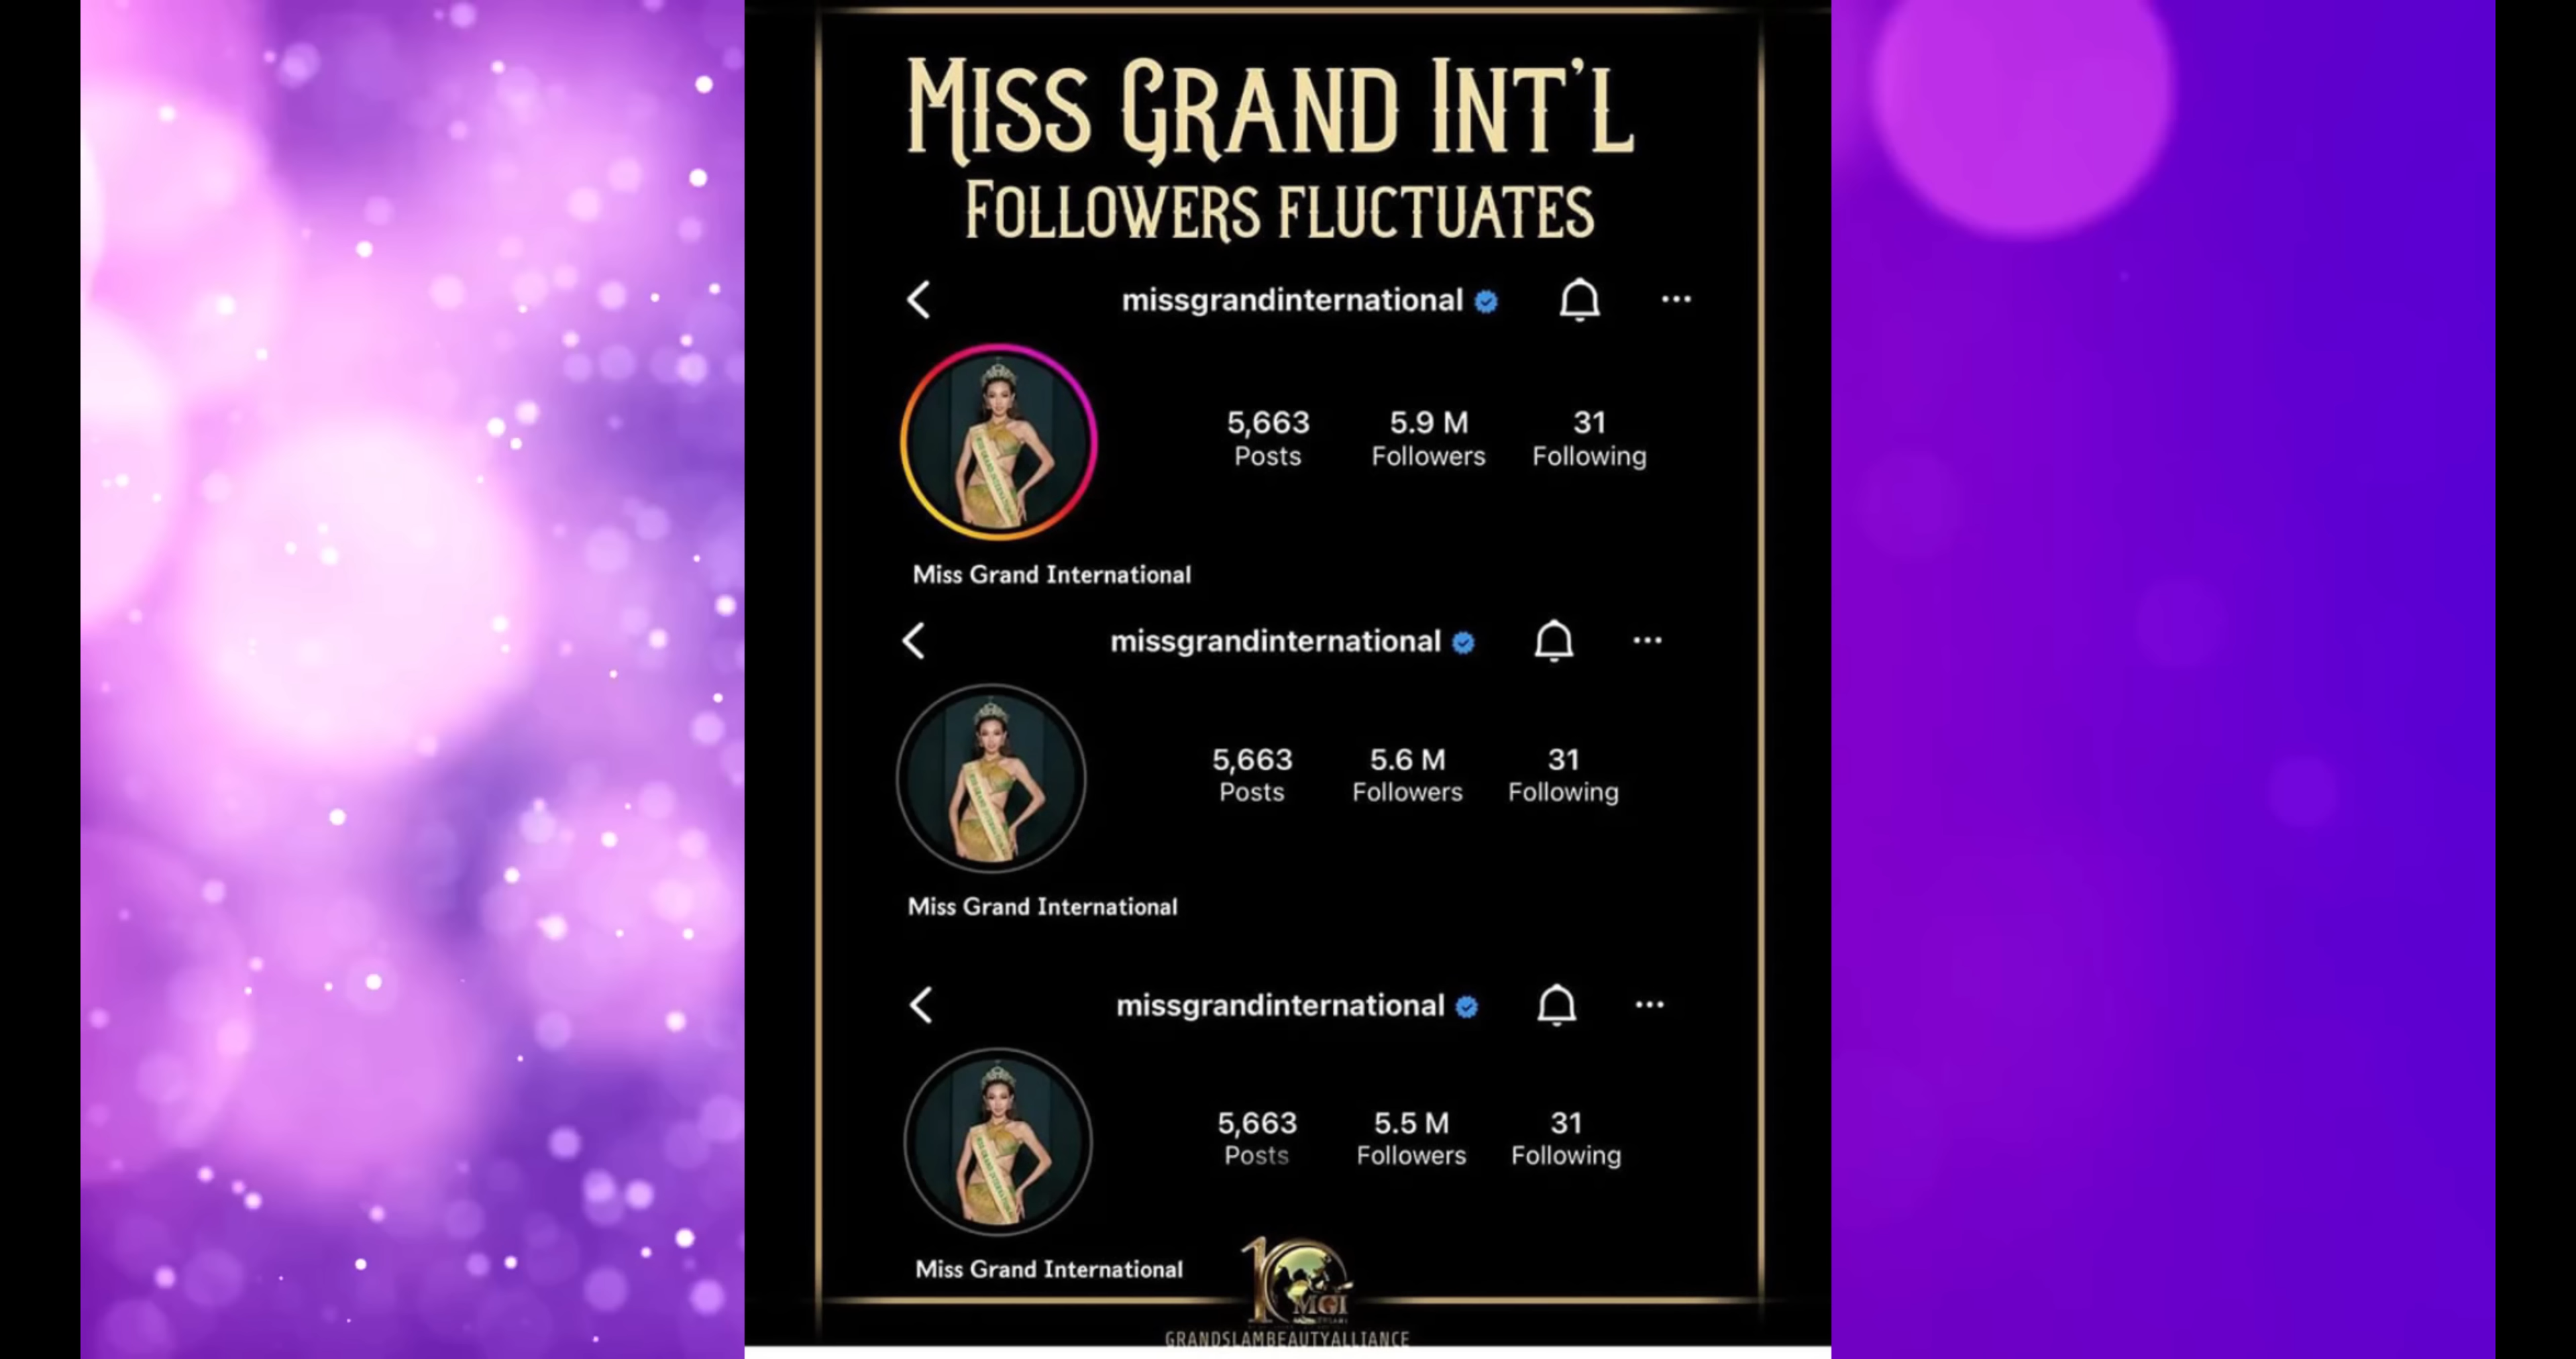 Miss Grand Int'l
Followers fluctuates
missgrandinternational
5,663 5.9 M 31
Posts Followers Following
Miss Grand International
missgrandinternational
5,663 5.6 M 31
Posts Followers Following
Miss Grand International
missgrandinternational
5,663 5.5 M 31
Posts Followers Following
Miss Grand International
10
MGI
GRANDSLAMBEAUTYALLIANCE